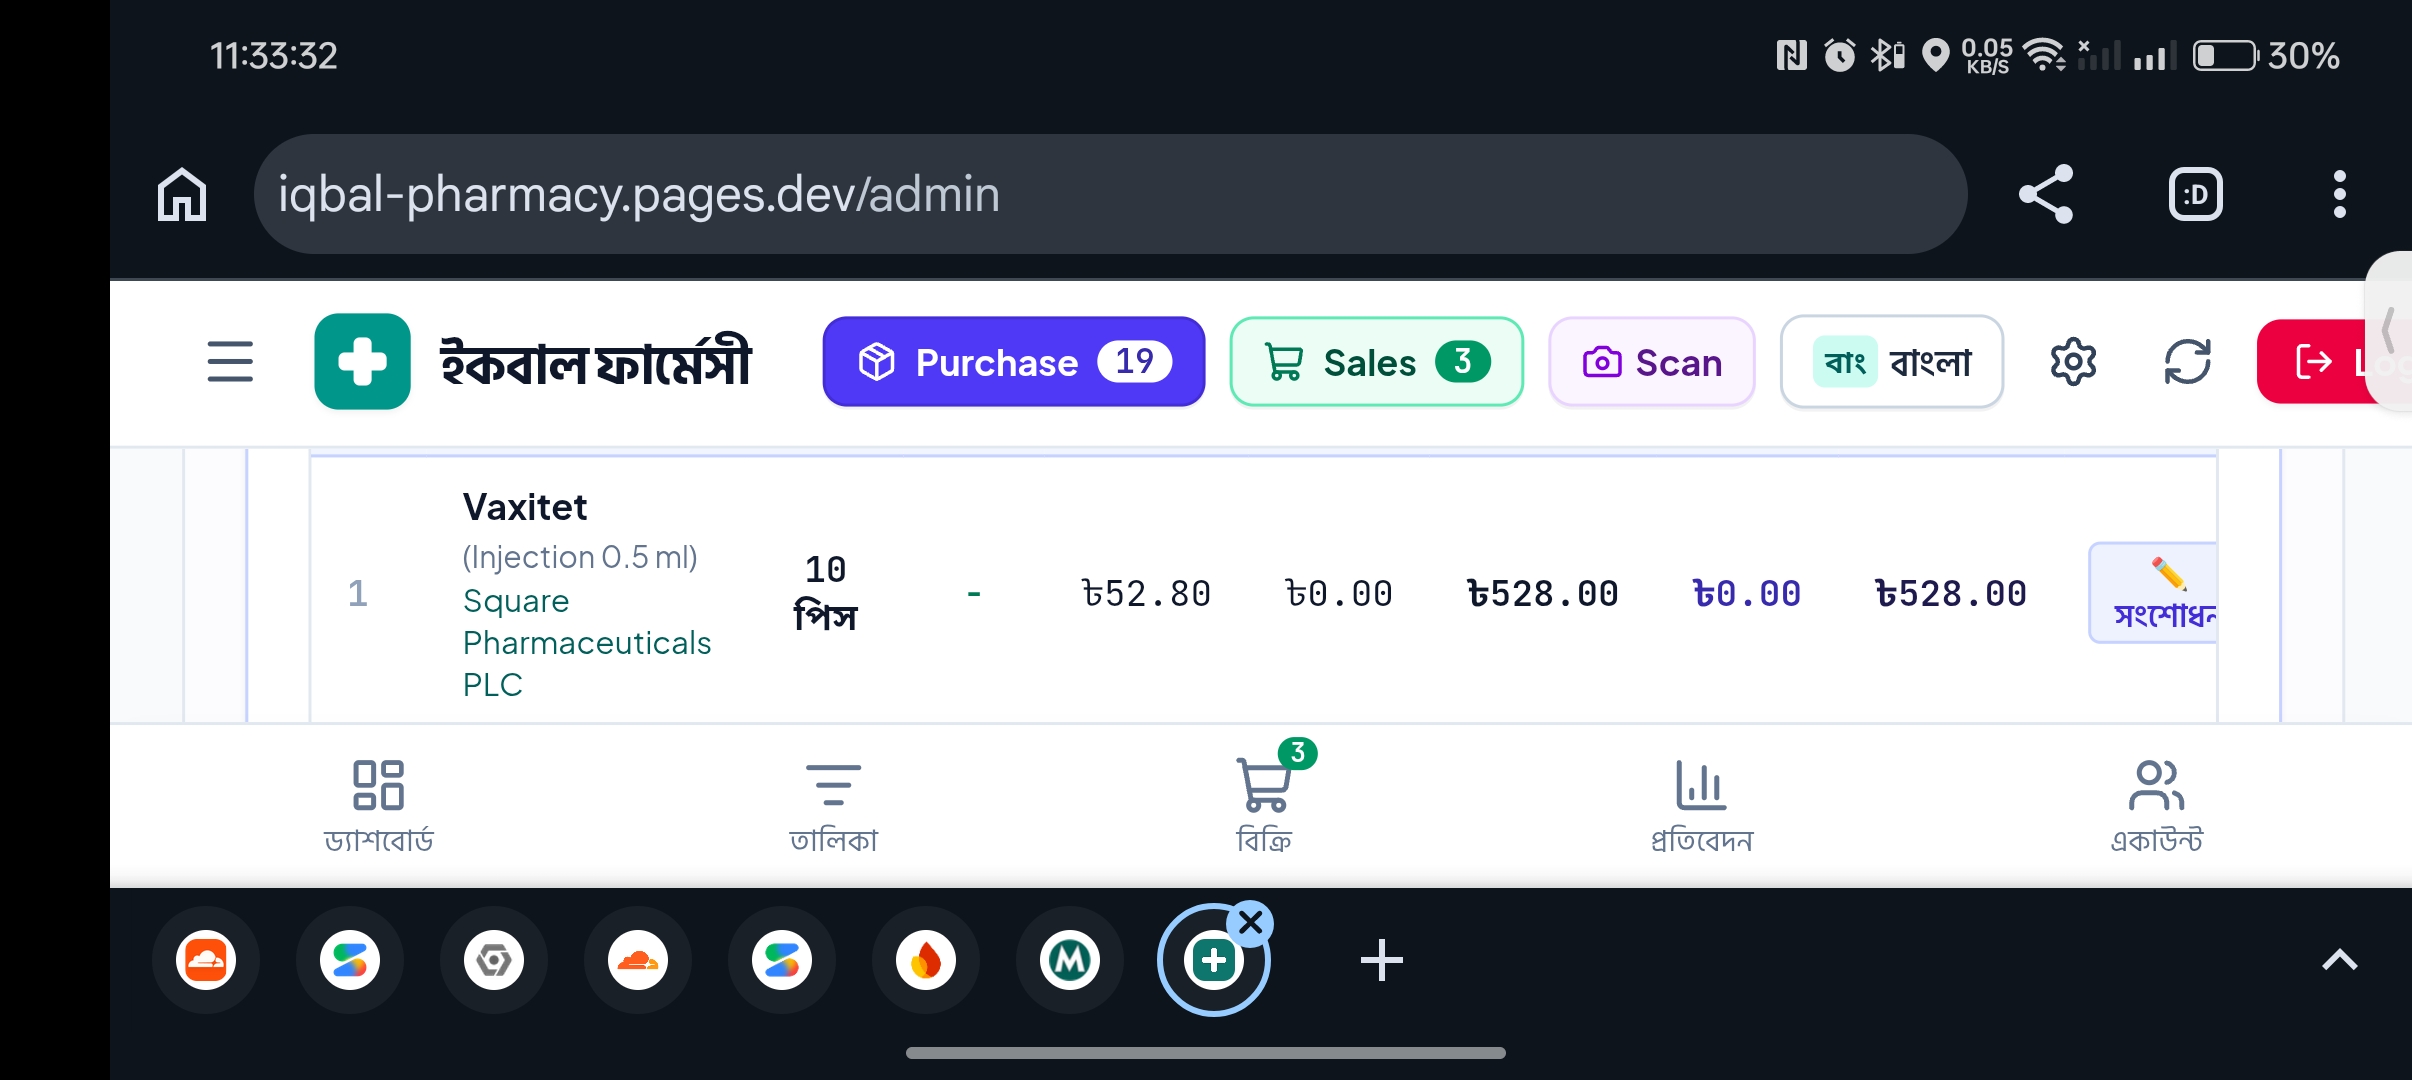 11:33:32
0.05 KB/S
30%
iqbal-pharmacy.pages.dev/admin
:D
ইকবাল ফার্মেসী
Purchase 19
Sales 3
Scan
বাং বাংলা
1
Vaxitet
(Injection 0.5 ml)
Square
Pharmaceuticals
PLC
10
পিস
-
৳52.80
৳0.00
৳528.00
৳0.00
৳528.00
সংশোধন
ড্যাশবোর্ড
তালিকা
3
বিক্রি
প্রতিবেদন
একাউন্ট